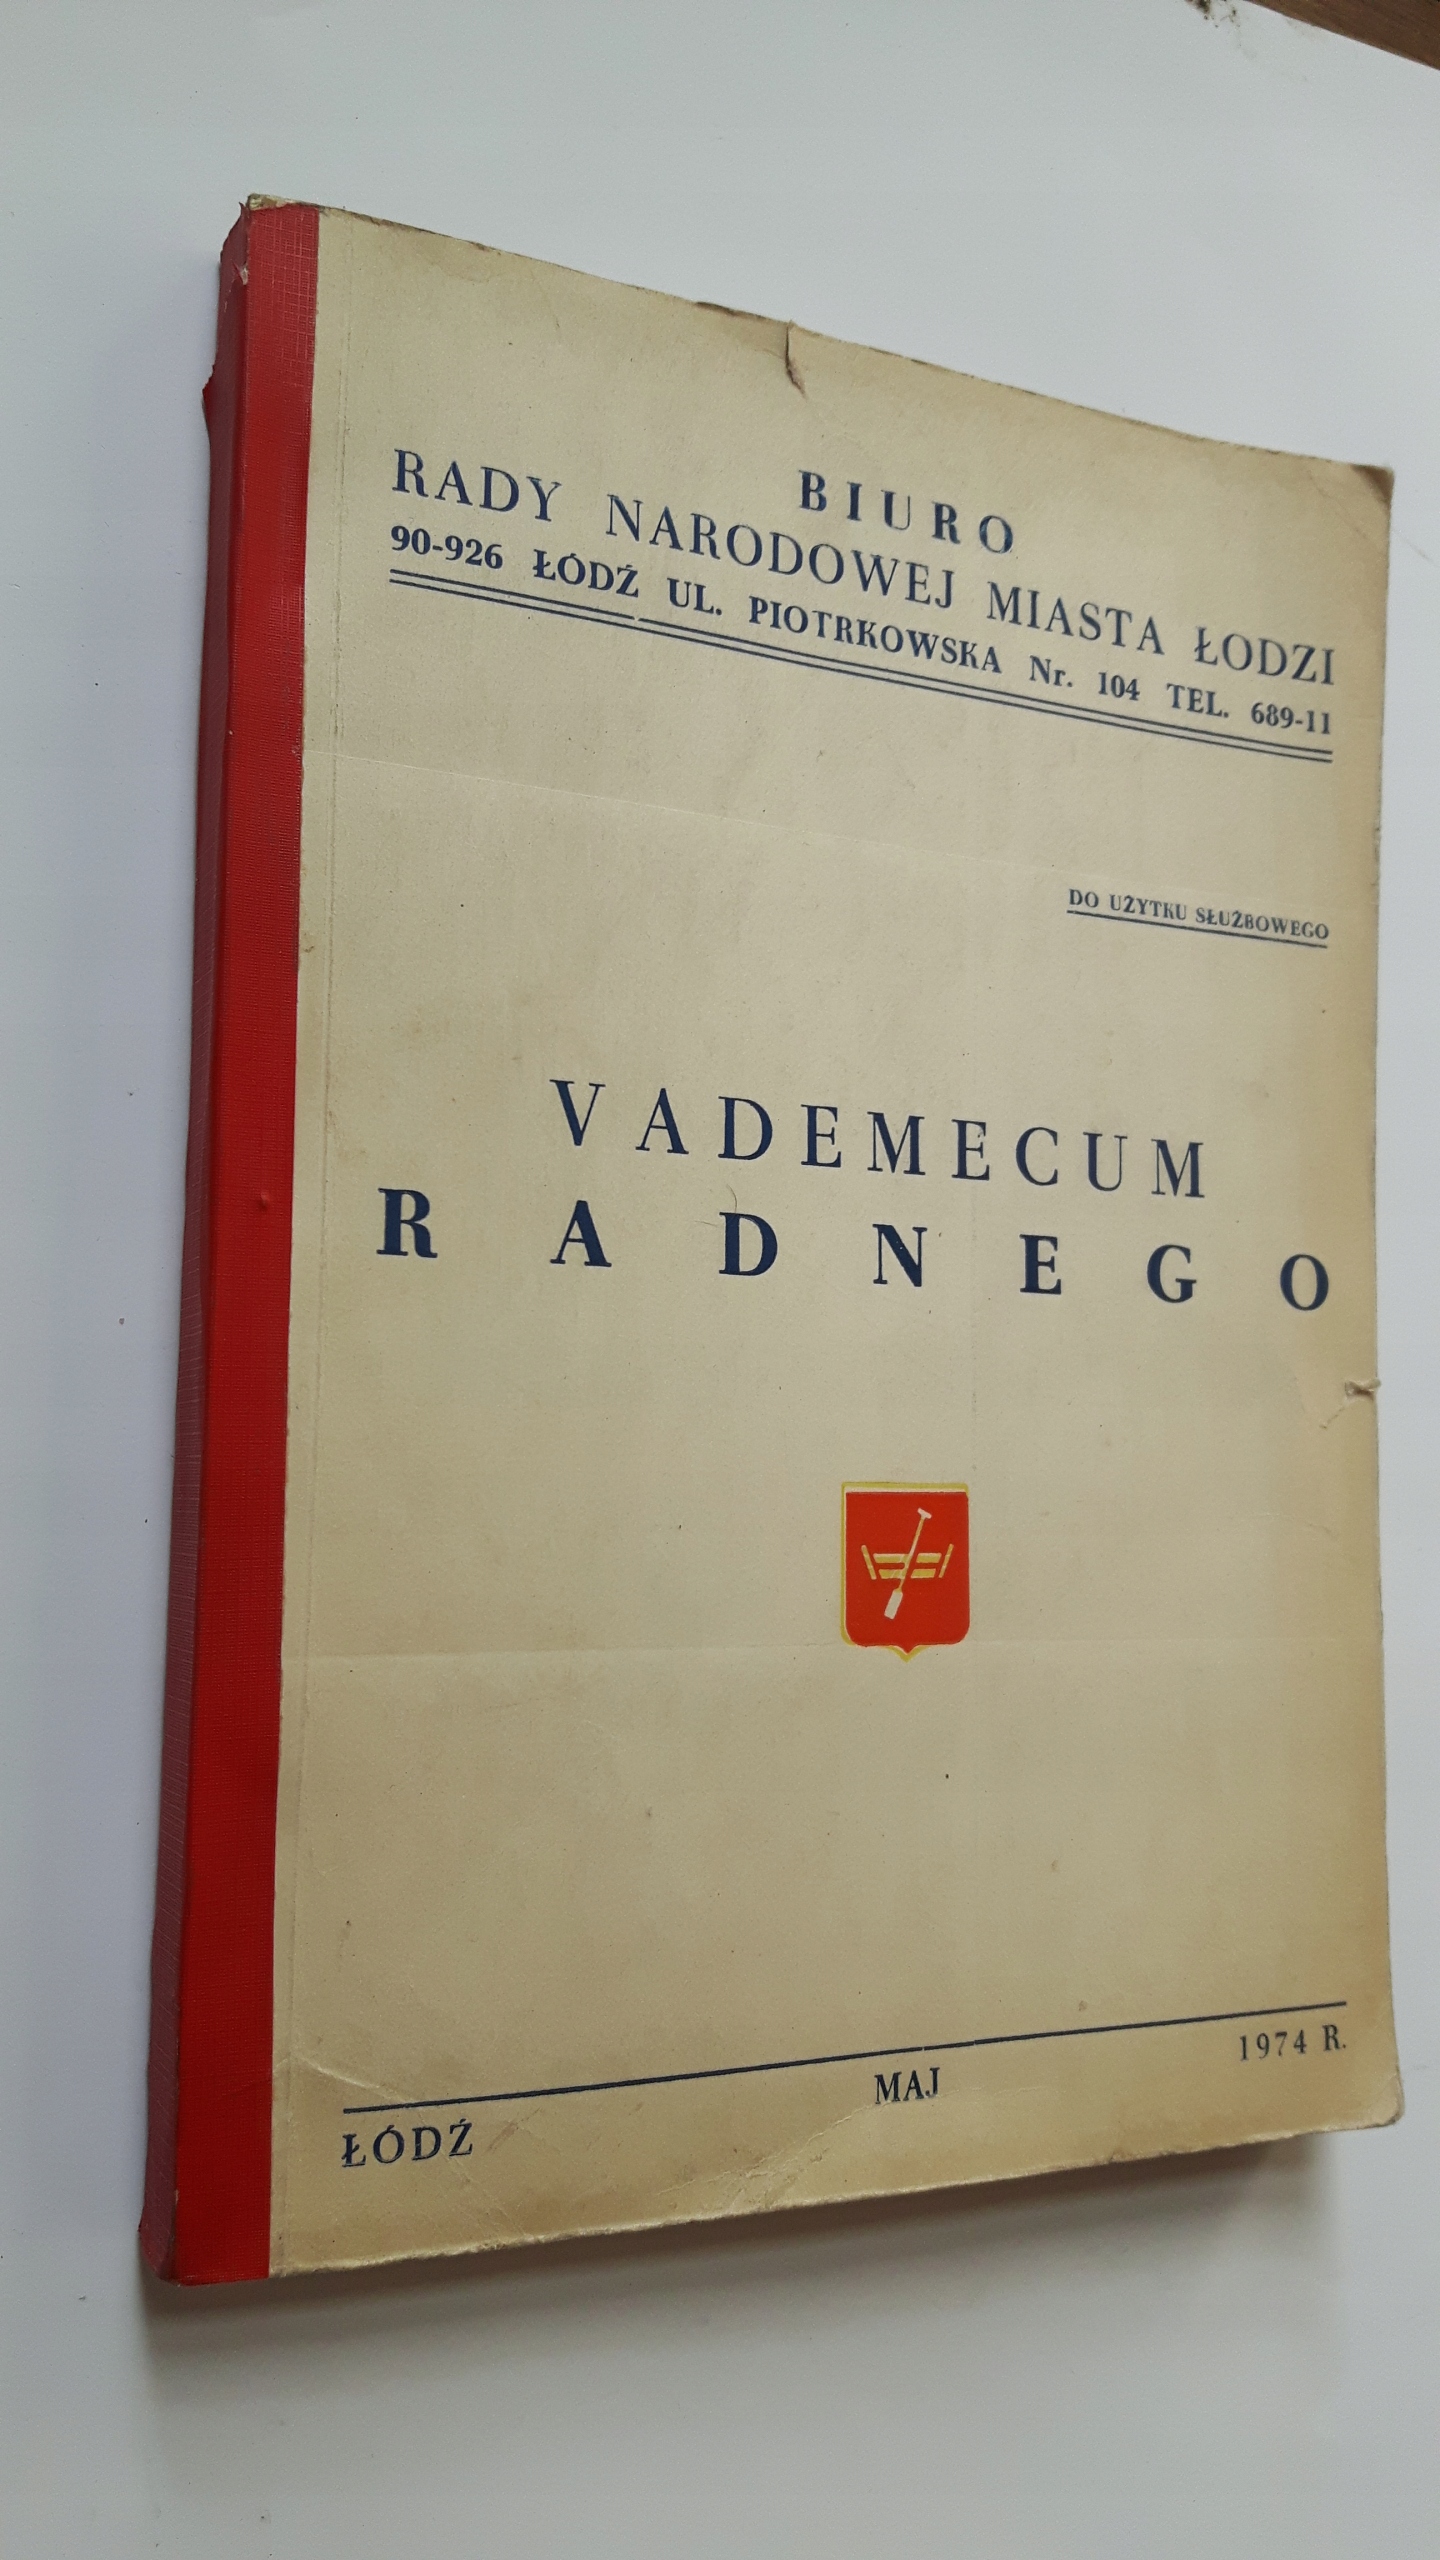 BIURO
RADY NARODOWEJ MIASTA ŁODZI
90-926 ŁÓDŹ UL. PIOTRKOWSKA Nr. 104 TEL. 689-11
DO UŻYTKU SŁUŻBOWEGO
VADEMECUM
RADNEGO
ŁÓDŹ MAJ 1974 R.